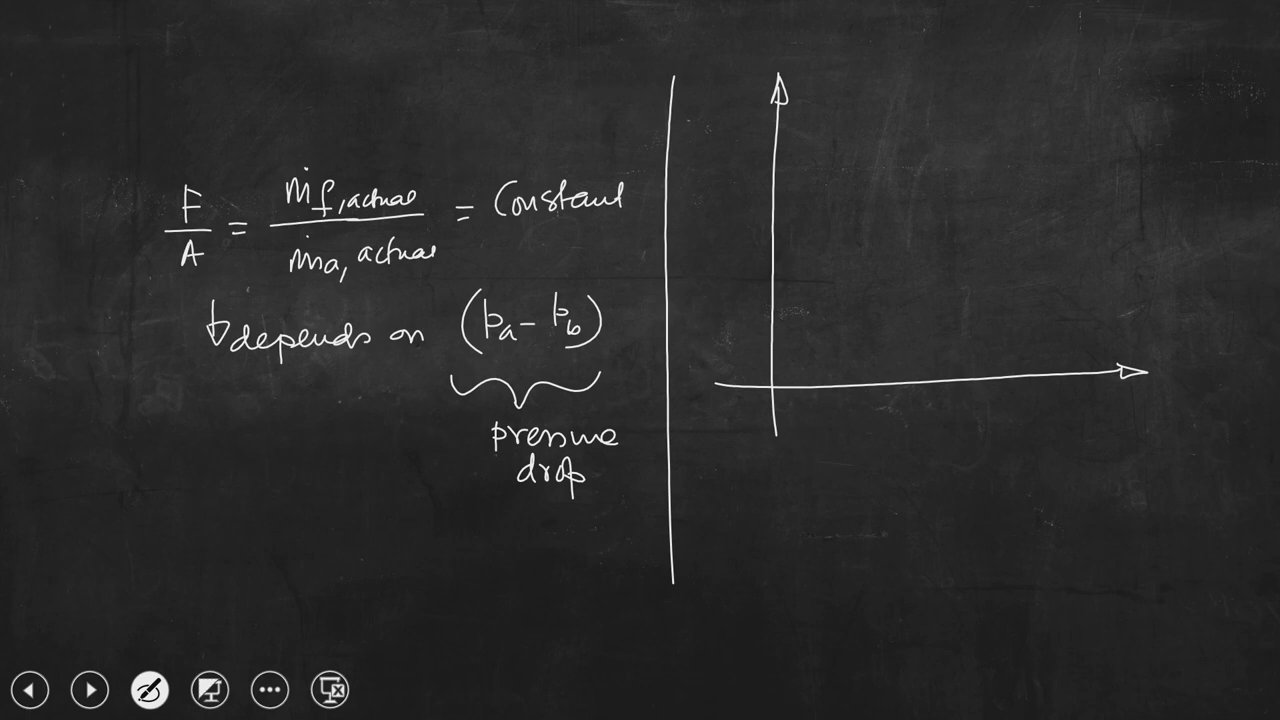 F/A = ṁf,actual / ṁa,actual = Constant
↳ depends on (pa - pb)
pressure
drop